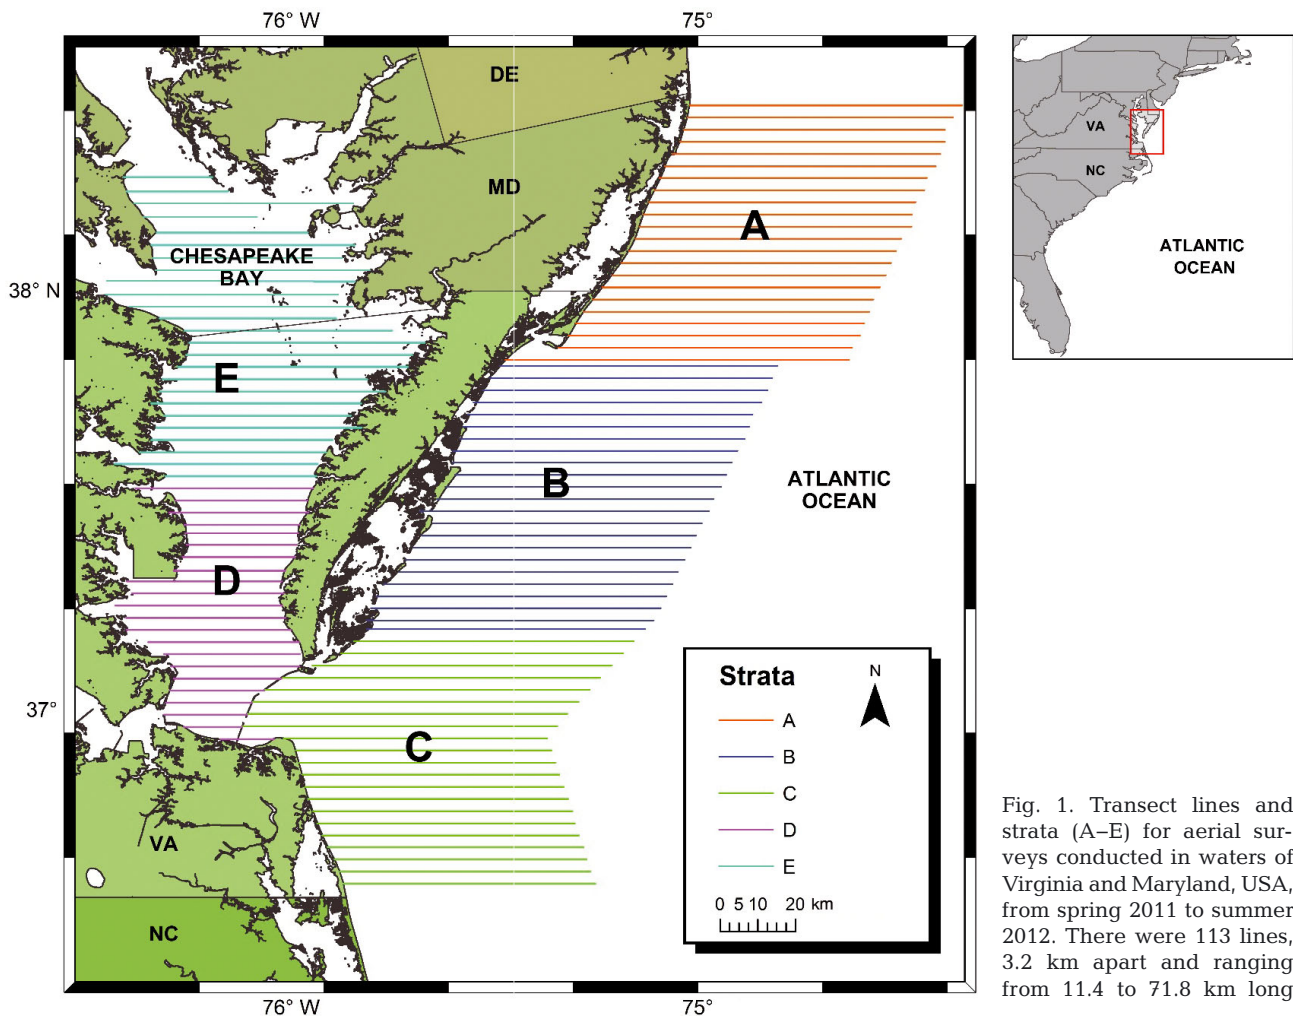 76° W
75°
DE
MD
A
VA
NC
ATLANTIC
OCEAN
CHESAPEAKE
BAY
38° N
E
B
ATLANTIC
OCEAN
D
37°
C
Strata
N
A
B
C
D
E
0 5 10 20 km
VA
NC
76° W
75°
Fig. 1. Transect lines and
strata (A–E) for aerial sur-
veys conducted in waters of
Virginia and Maryland, USA,
from spring 2011 to summer
2012. There were 113 lines,
3.2 km apart and ranging
from 11.4 to 71.8 km long